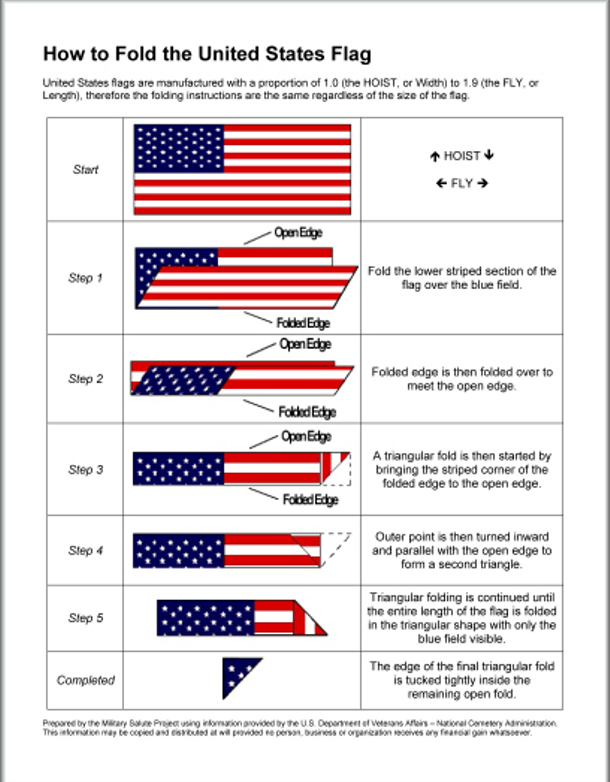 How to Fold the United States Flag
United States flags are manufactured with a proportion of 1.0 (the HOIST, or Width) to 1.9 (the FLY, or
Length), therefore the folding instructions are the same regardless of the size of the flag.
Start
↑ HOIST ↓
← FLY →
Open Edge
Step 1
Fold the lower striped section of the
flag over the blue field.
Folded Edge
Open Edge
Step 2
Folded edge is then folded over to
meet the open edge.
Folded Edge
Open Edge
Step 3
A triangular fold is then started by
bringing the striped corner of the
folded edge to the open edge.
Folded Edge
Step 4
Outer point is then turned inward
and parallel with the open edge to
form a second triangle.
Step 5
Triangular folding is continued until
the entire length of the flag is folded
in the triangular shape with only the
blue field visible.
Completed
The edge of the final triangular fold
is tucked tightly inside the
remaining open fold.
Prepared by the Military Salute Project using information provided by the U.S. Department of Veterans Affairs – National Cemetery Administration.
This information may be copied and distributed at will provided no person, business or organization receives any financial gain whatsoever.